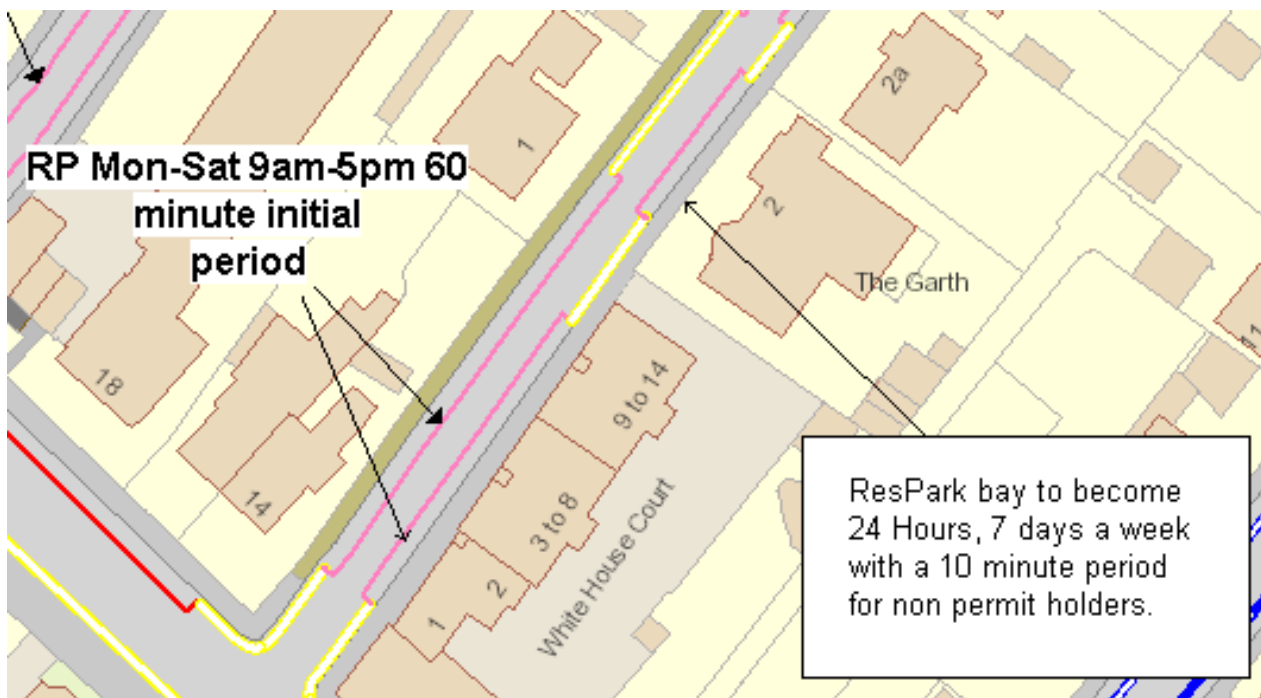 2a
1
RP Mon-Sat 9am-5pm 60
minute initial
period
2
The Garth
11
18
9 to 14
14
3 to 8
White House Court
2
1
ResPark bay to become
24 Hours, 7 days a week
with a 10 minute period
for non permit holders.